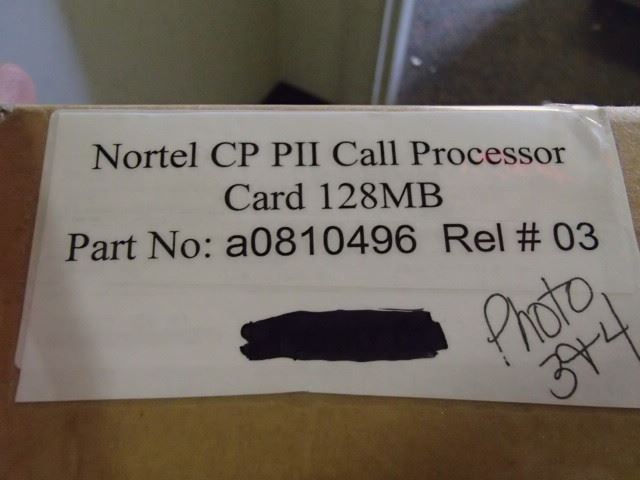 Nortel CP PII Call Processor
Card 128MB
Part No: a0810496 Rel # 03
Photo
3+4